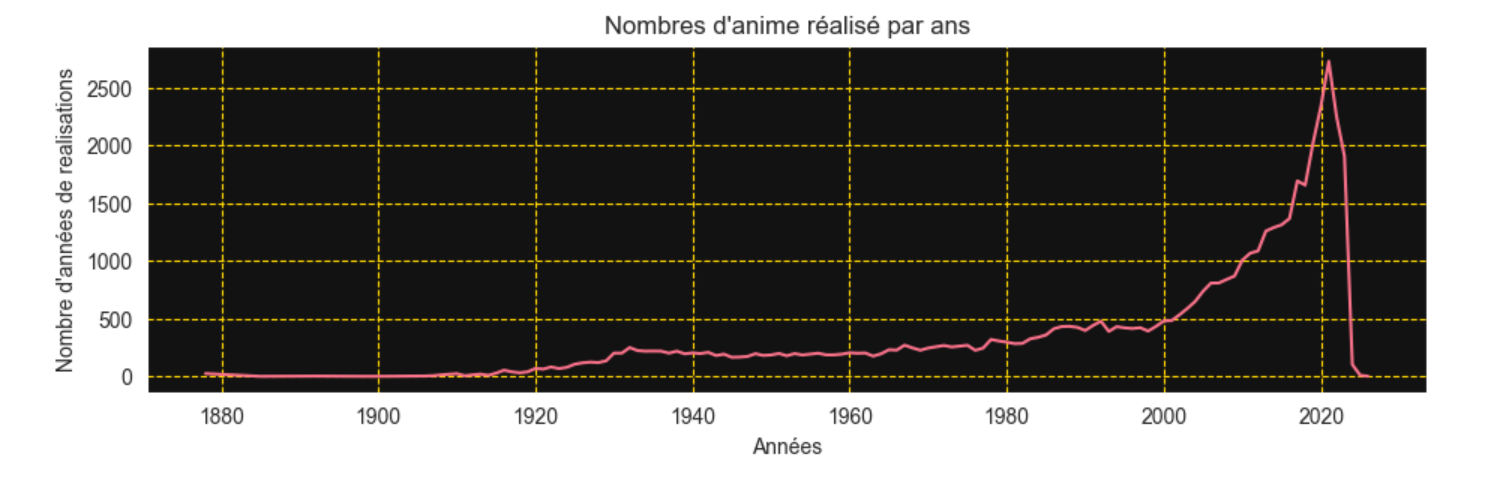 Nombres d'anime réalisé par ans
Nombre d'années de realisations
2500
2000
1500
1000
500
0
1880 1900 1920 1940 1960 1980 2000 2020
Années